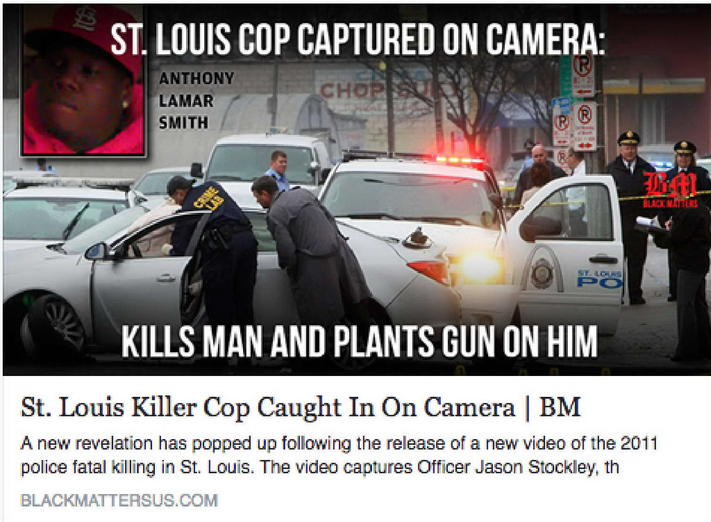 ST. LOUIS COP CAPTURED ON CAMERA:
ANTHONY
LAMAR
SMITH
CHOP SUEY
CRIME
LAB
BM
BLACK MATTERS
ST. LOUIS
PO
KILLS MAN AND PLANTS GUN ON HIM
St. Louis Killer Cop Caught In On Camera | BM
A new revelation has popped up following the release of a new video of the 2011
police fatal killing in St. Louis. The video captures Officer Jason Stockley, th
BLACKMATTERSUS.COM